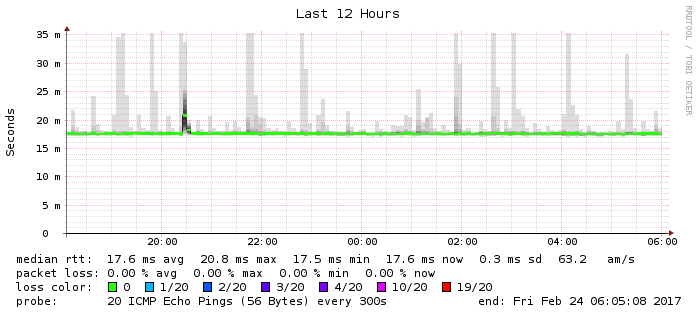 Last 12 Hours
RRDTOOL / TOBI OETIKER
Seconds
35 m
30 m
25 m
20 m
15 m
10 m
5 m
0
20:00 22:00 00:00 02:00 04:00 06:00
median rtt: 17.6 ms avg 20.8 ms max 17.5 ms min 17.6 ms now 0.3 ms sd 63.2 am/s
packet loss: 0.00 % avg 0.00 % max 0.00 % min 0.00 % now
loss color: 0 1/20 2/20 3/20 4/20 10/20 19/20
probe: 20 ICMP Echo Pings (56 Bytes) every 300s end: Fri Feb 24 06:05:08 2017